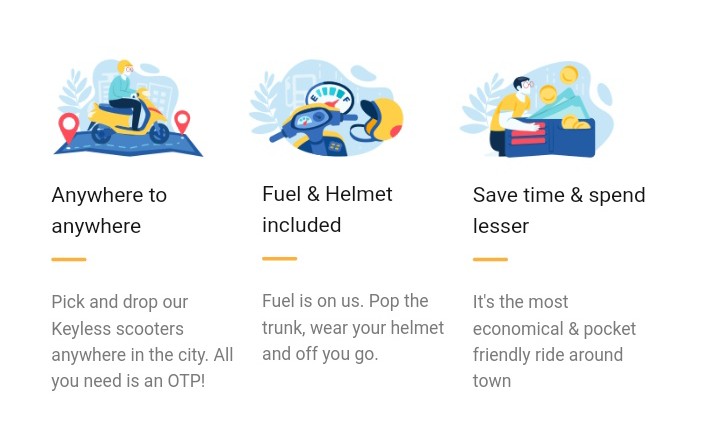 Anywhere to
anywhere
Pick and drop our
Keyless scooters
anywhere in the city. All
you need is an OTP!
Fuel & Helmet
included
Fuel is on us. Pop the
trunk, wear your helmet
and off you go.
Save time & spend
lesser
It's the most
economical & pocket
friendly ride around
town